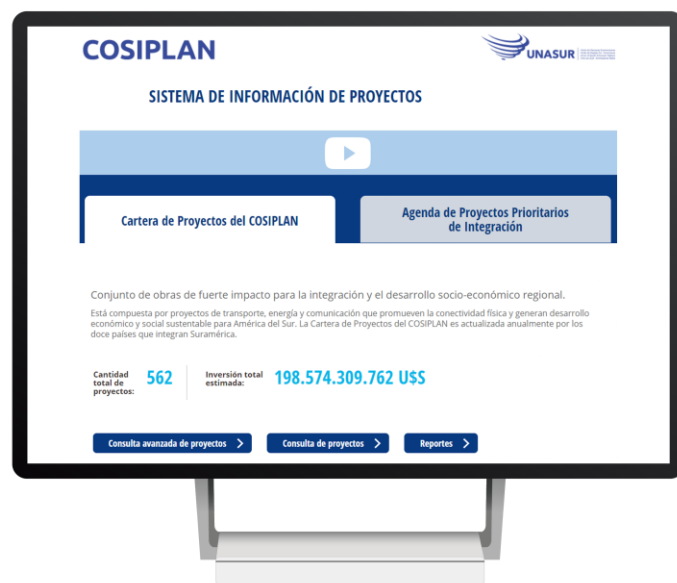 COSIPLAN
UNASUR
SISTEMA DE INFORMACIÓN DE PROYECTOS
Cartera de Proyectos del COSIPLAN
Agenda de Proyectos Prioritarios
de Integración
Conjunto de obras de fuerte impacto para la integración y el desarrollo socio-económico regional.
Está compuesta por proyectos de transporte, energía y comunicación que promueven la conectividad física y generan desarrollo
económico y social sustentable para América del Sur. La Cartera de Proyectos del COSIPLAN es actualizada anualmente por los
doce países que integran Suramérica.
Cantidad
total de
proyectos:
562
Inversión total
estimada:
198.574.309.762 U$S
Consulta avanzada de proyectos
Consulta de proyectos
Reportes